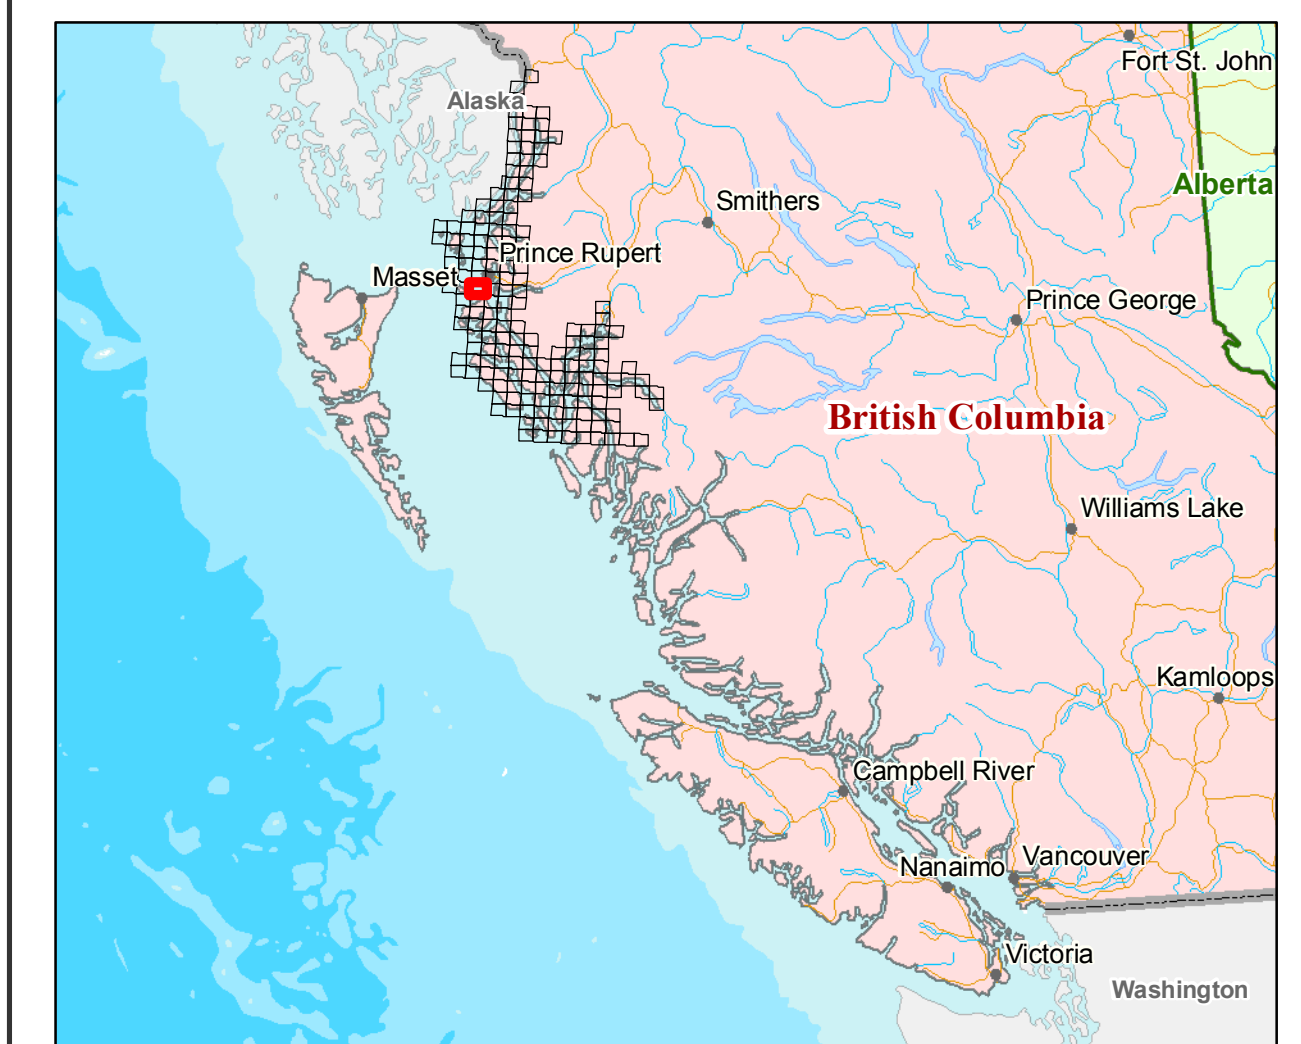 Fort St. John
Alaska
Alberta
Smithers
Prince Rupert
Masset
Prince George
British Columbia
Williams Lake
Kamloops
Campbell River
Vancouver
Nanaimo
Victoria
Washington